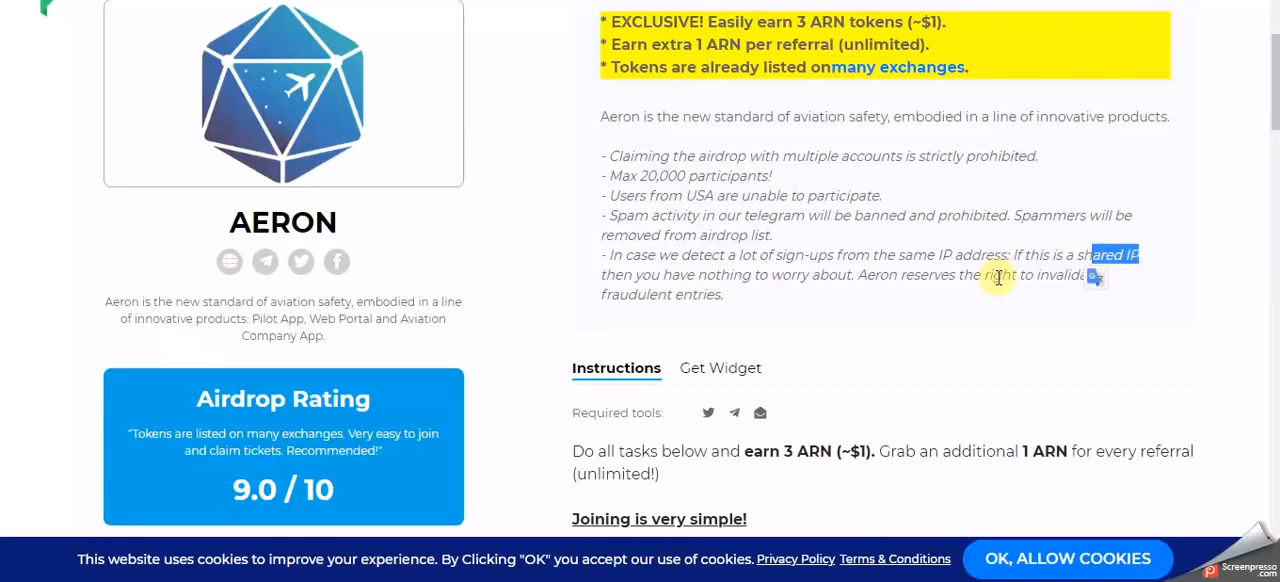 * EXCLUSIVE! Easily earn 3 ARN tokens (~$1).
* Earn extra 1 ARN per referral (unlimited).
* Tokens are already listed onmany exchanges.
Aeron is the new standard of aviation safety, embodied in a line of innovative products.
- Claiming the airdrop with multiple accounts is strictly prohibited.
- Max 20,000 participants!
- Users from USA are unable to participate.
- Spam activity in our telegram will be banned and prohibited. Spammers will be
removed from airdrop list.
- In case we detect a lot of sign-ups from the same IP address: If this is a shared IP
then you have nothing to worry about. Aeron reserves the right to invalida
fraudulent entries.
AERON
Aeron is the new standard of aviation safety, embodied in a line
of innovative products: Pilot App, Web Portal and Aviation
Company App.
Airdrop Rating
"Tokens are listed on many exchanges. Very easy to join
and claim tickets. Recommended!"
9.0 / 10
Instructions Get Widget
Required tools:
Do all tasks below and earn 3 ARN (~$1). Grab an additional 1 ARN for every referral
(unlimited!)
Joining is very simple!
This website uses cookies to improve your experience. By Clicking "OK" you accept our use of cookies. Privacy Policy Terms & Conditions
OK, ALLOW COOKIES
Screenpresso
.com